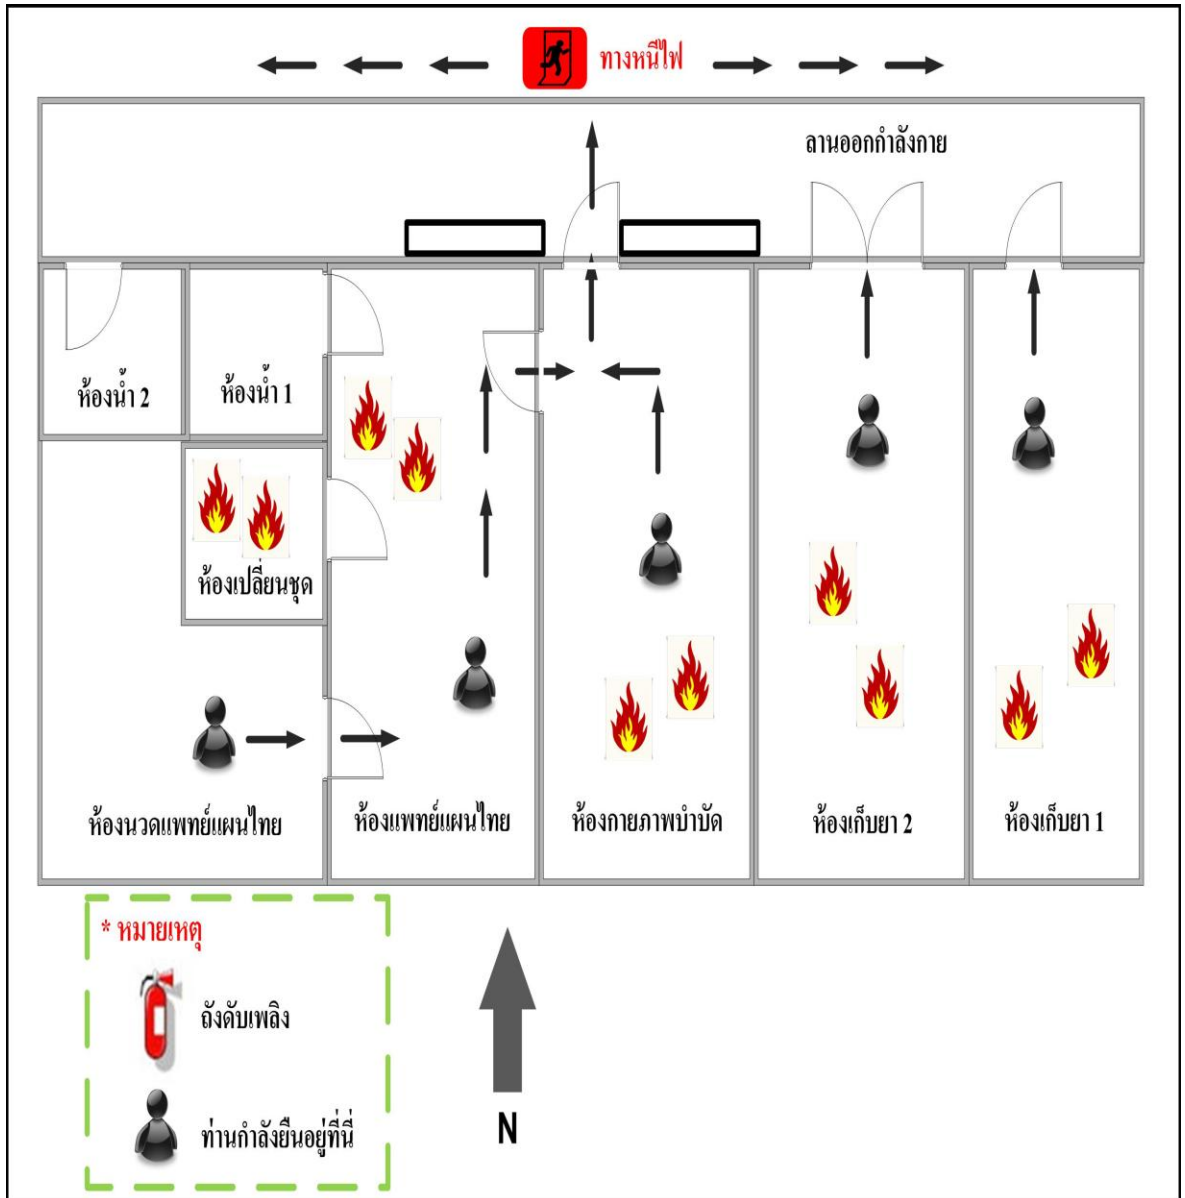 ทางหนีไฟ
ลานออกกำลังกาย
ห้องน้ำ 2
ห้องน้ำ 1
ห้องเปลี่ยนชุด
ห้องนวดแพทย์แผนไทย
ห้องแพทย์แผนไทย
ห้องกายภาพบำบัด
ห้องเก็บยา 2
ห้องเก็บยา 1
* หมายเหตุ
ถังดับเพลิง
ท่านกำลังยืนอยู่ที่นี่
N